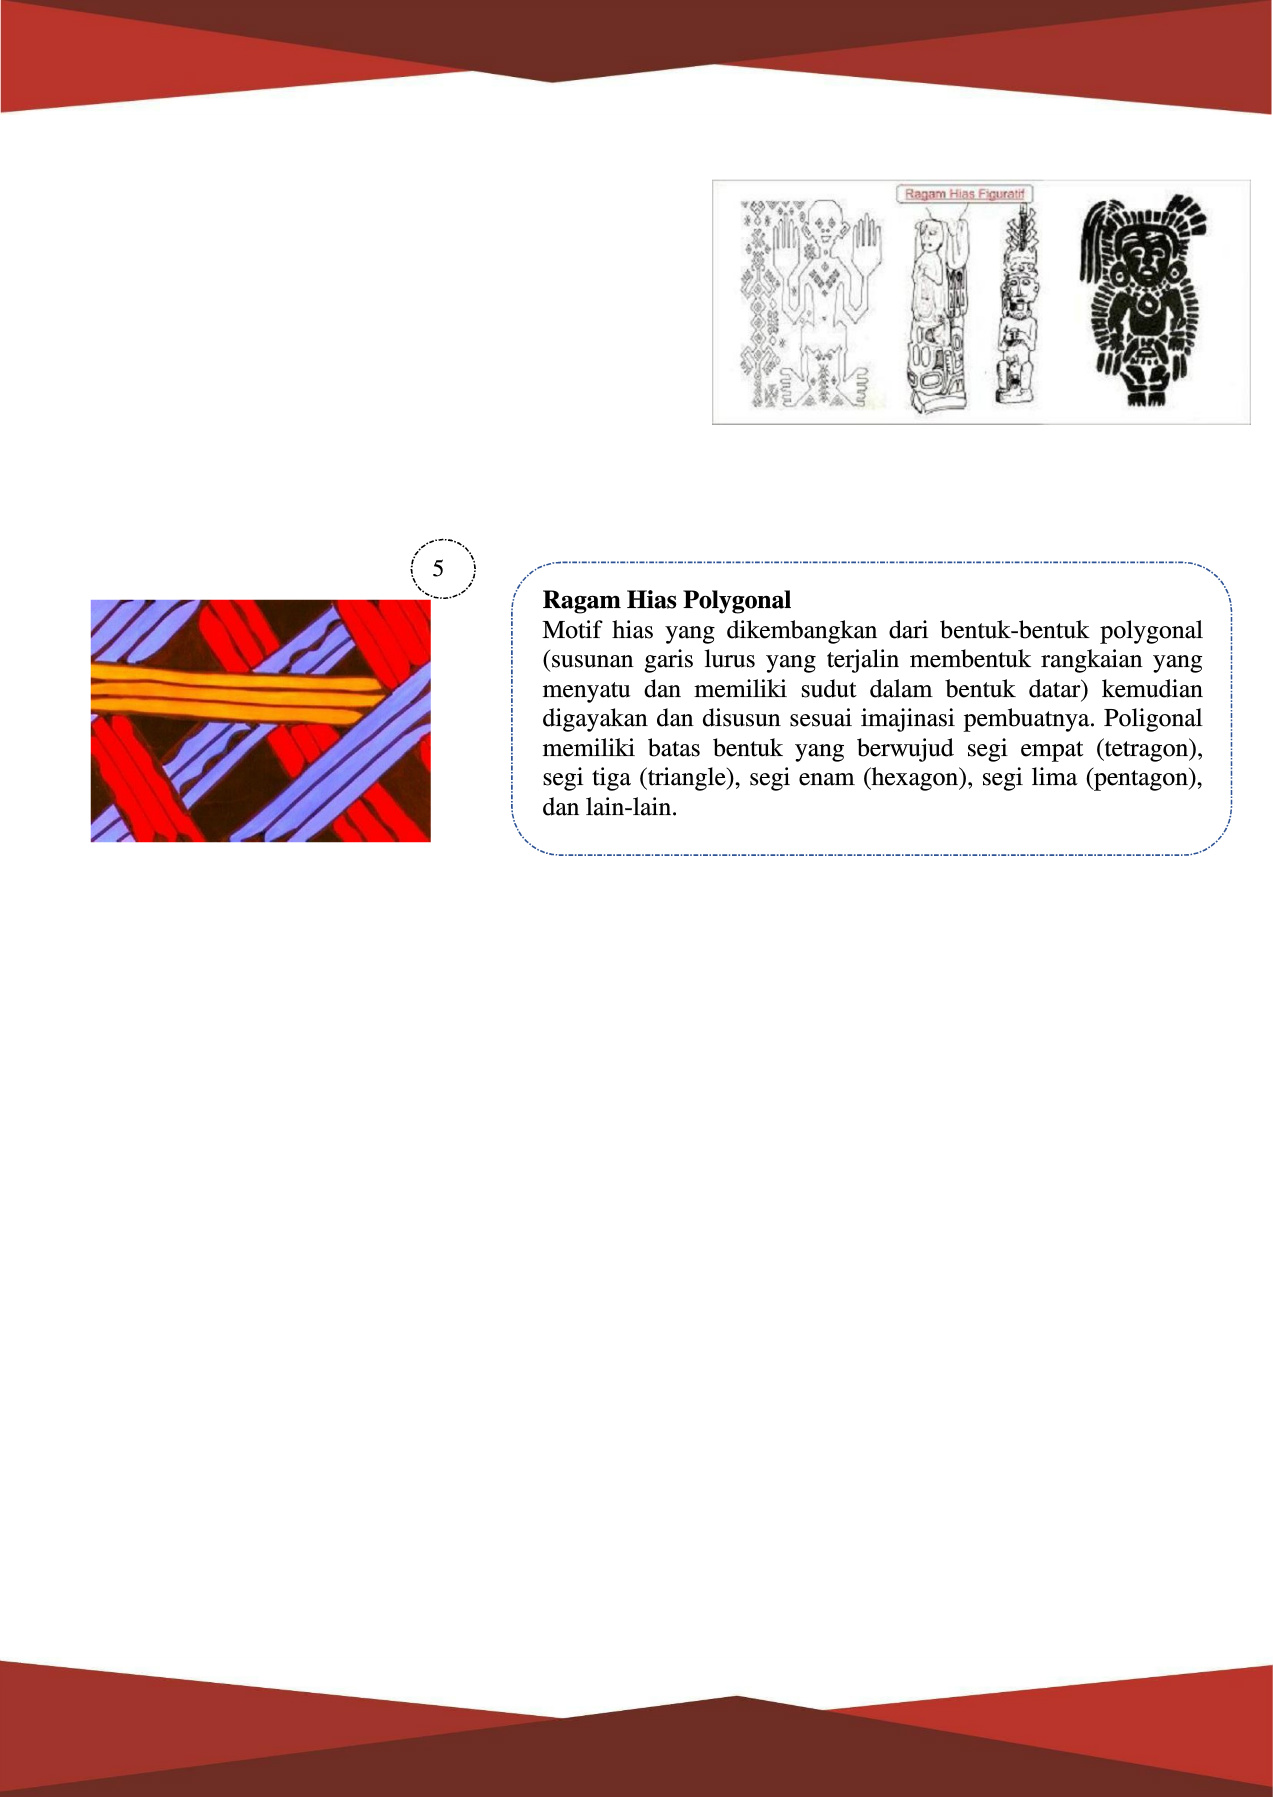 Ragam Hias Figuratif
5
Ragam Hias Polygonal
Motif hias yang dikembangkan dari bentuk-bentuk polygonal
(susunan garis lurus yang terjalin membentuk rangkaian yang
menyatu dan memiliki sudut dalam bentuk datar) kemudian
digayakan dan disusun sesuai imajinasi pembuatnya. Poligonal
memiliki batas bentuk yang berwujud segi empat (tetragon),
segi tiga (triangle), segi enam (hexagon), segi lima (pentagon),
dan lain-lain.